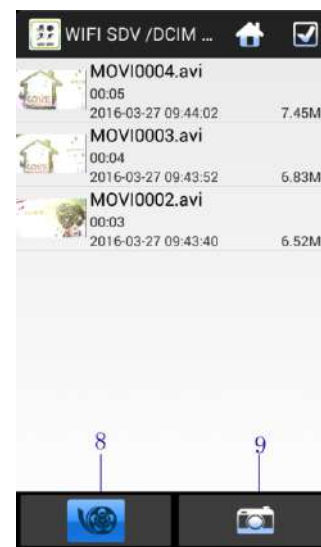 WIFI SDV /DCIM ...
MOVI0004.avi
00:05
2016-03-27 09:44:02 7.45M
MOVI0003.avi
00:04
2016-03-27 09:43:52 6.83M
MOVI0002.avi
00:03
2016-03-27 09:43:40 6.52M
8 9